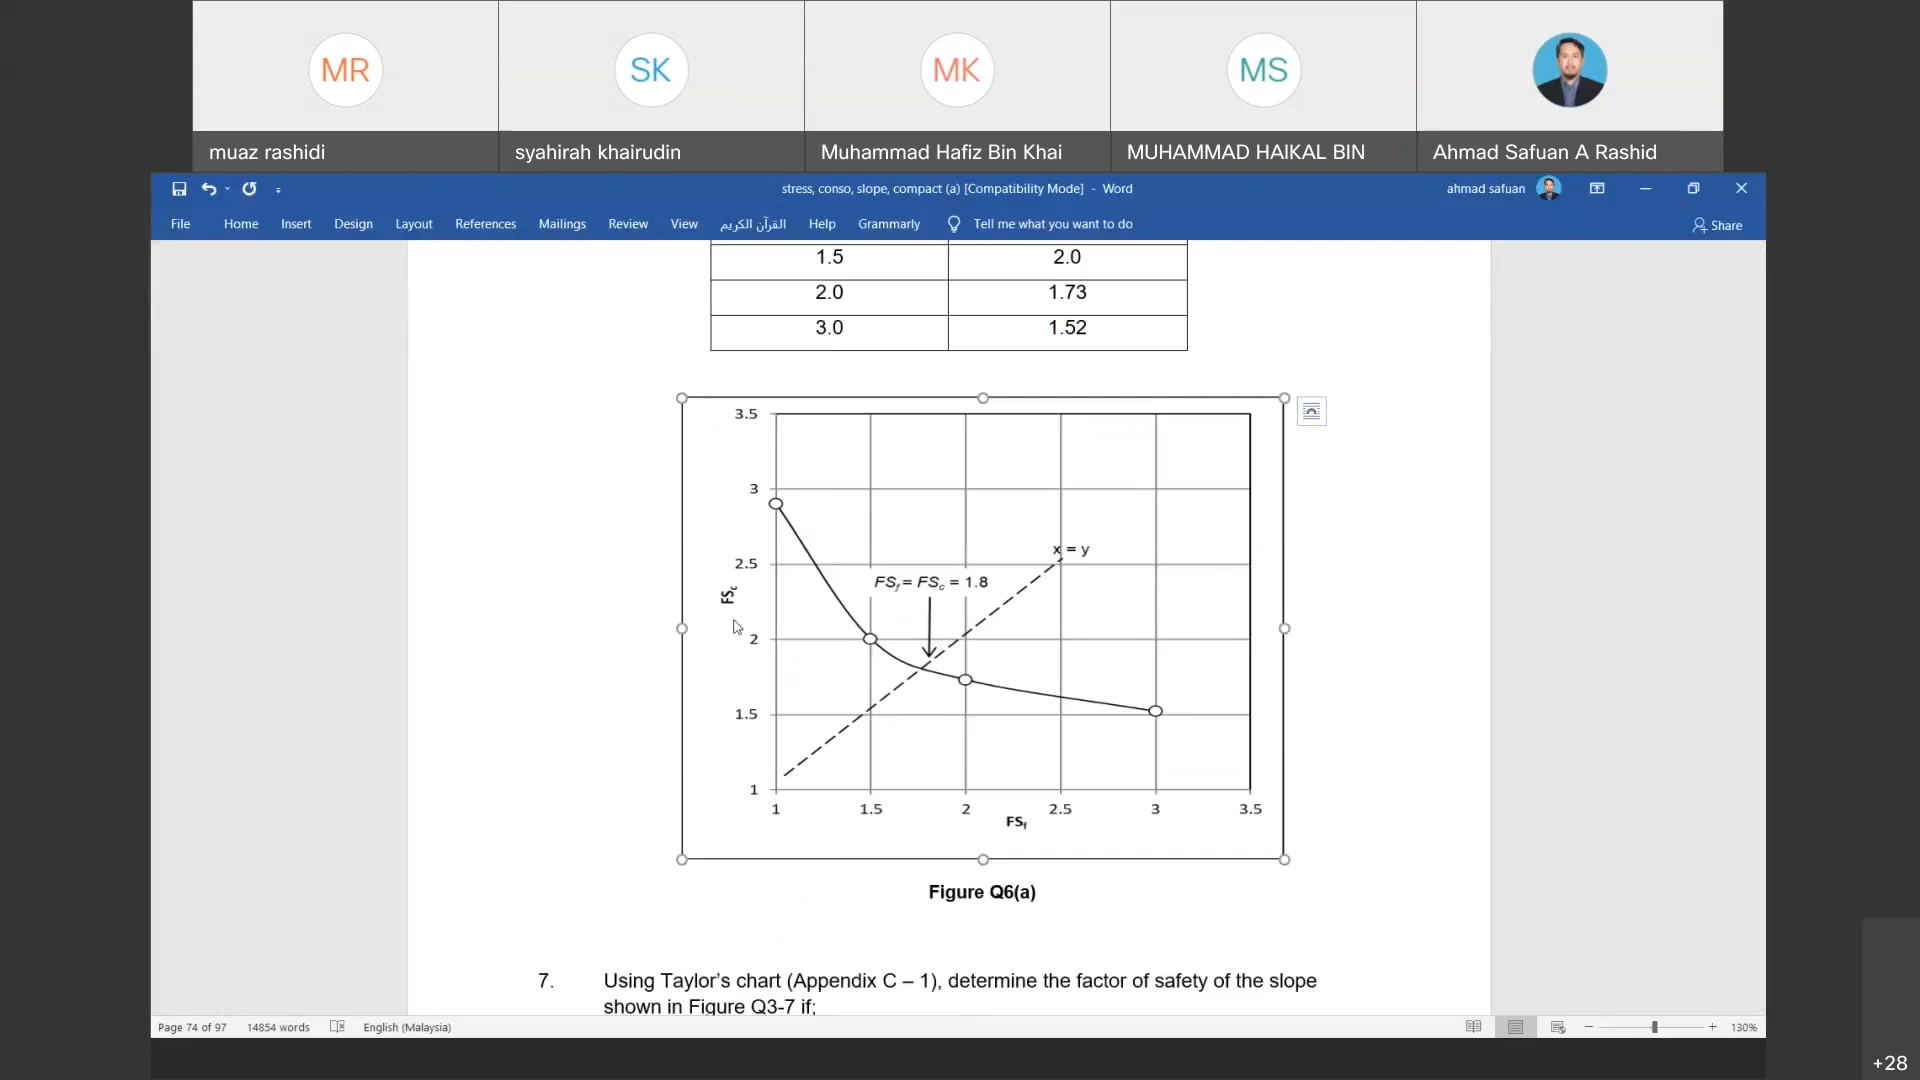 MR
SK
MK
MS
muaz rashidi
syahirah khairudin
Muhammad Hafiz Bin Khai
MUHAMMAD HAIKAL BIN
Ahmad Safuan A Rashid
stress, conso, slope, compact (a) [Compatibility Mode] - Word
ahmad safuan
File Home Insert Design Layout References Mailings Review View القرآن الكريم Help Grammarly Tell me what you want to do
Share
1.5 2.0
2.0 1.73
3.0 1.52
3.5
3
2.5
2
1.5
1
FSc
x = y
FSf = FSc = 1.8
1 1.5 2 2.5 3 3.5
FSf
Figure Q6(a)
7. Using Taylor’s chart (Appendix C – 1), determine the factor of safety of the slope
shown in Figure Q3-7 if;
Page 74 of 97 14854 words English (Malaysia)
130%
+28